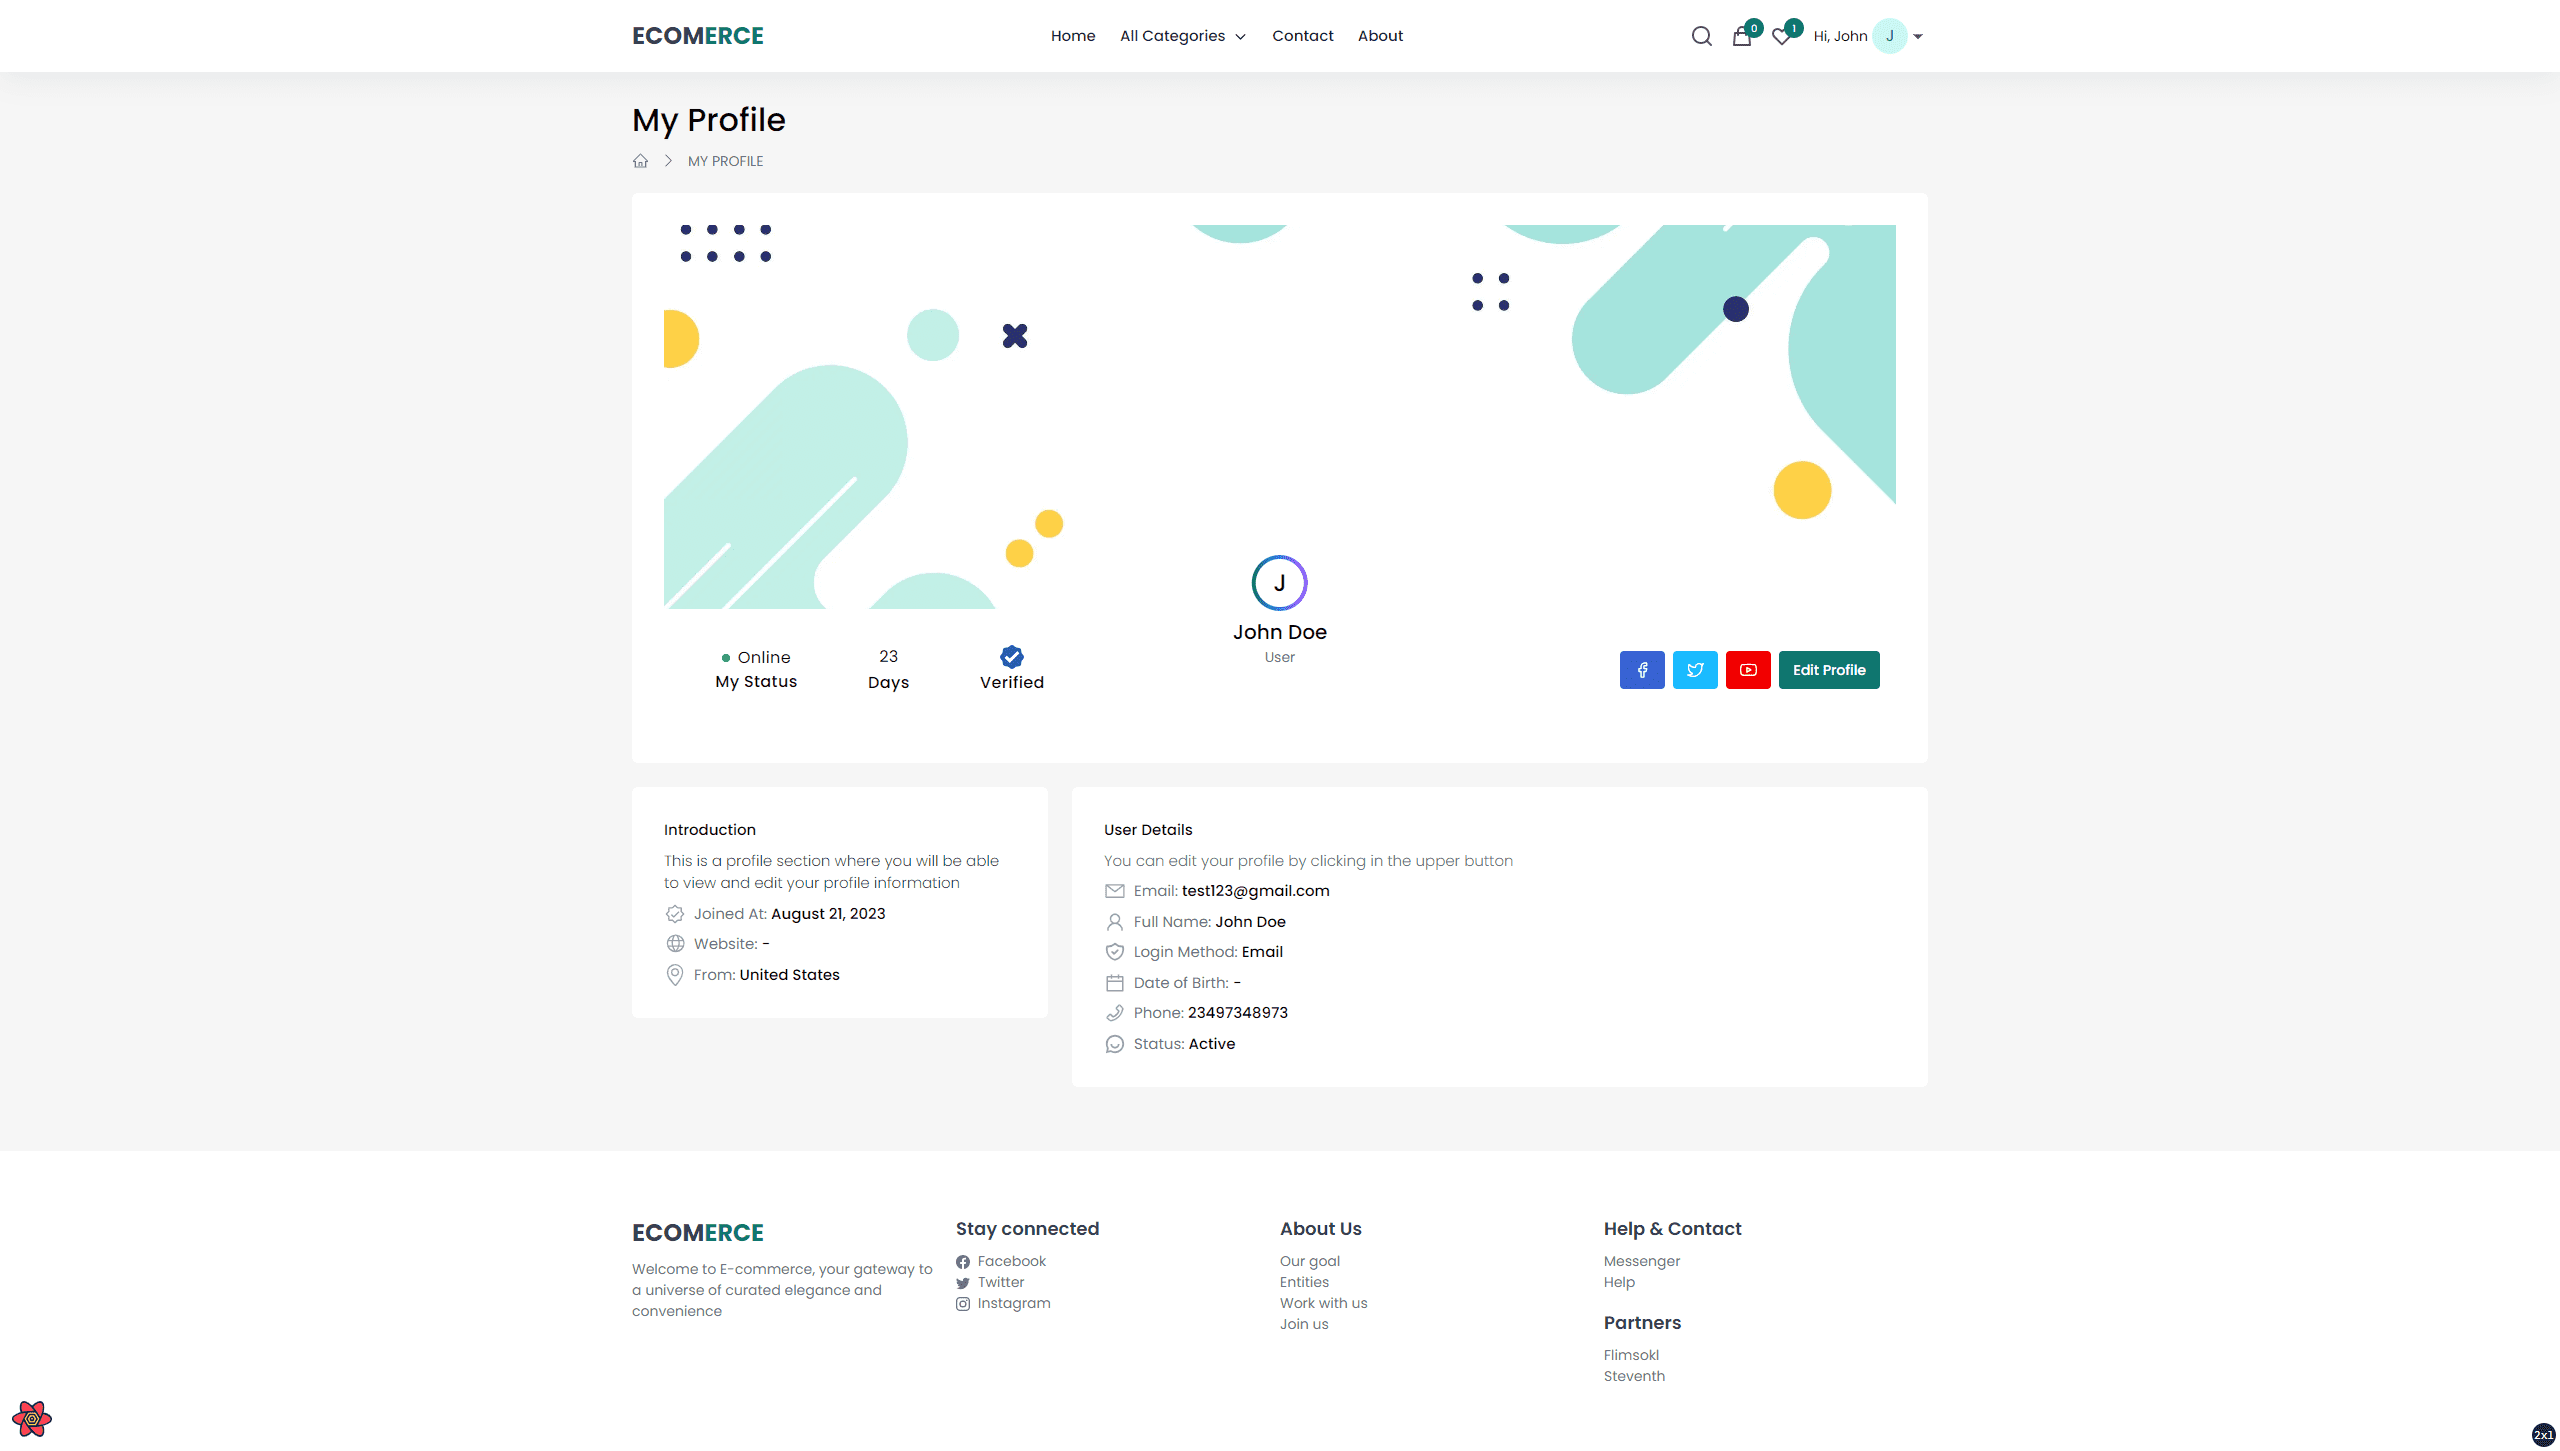 ECOMERCE
Home All Categories Contact About
0 1 Hi, John J
My Profile
MY PROFILE
J
John Doe
User
Online
My Status
23
Days
Verified
Edit Profile
Introduction
This is a profile section where you will be able
to view and edit your profile information
Joined At: August 21, 2023
Website: -
From: United States
User Details
You can edit your profile by clicking in the upper button
Email: test123@gmail.com
Full Name: John Doe
Login Method: Email
Date of Birth: -
Phone: 23497348973
Status: Active
ECOMERCE
Welcome to E-commerce, your gateway to
a universe of curated elegance and
convenience
Stay connected
Facebook
Twitter
Instagram
About Us
Our goal
Entities
Work with us
Join us
Help & Contact
Messenger
Help
Partners
Flimsokl
Steventh
2x1